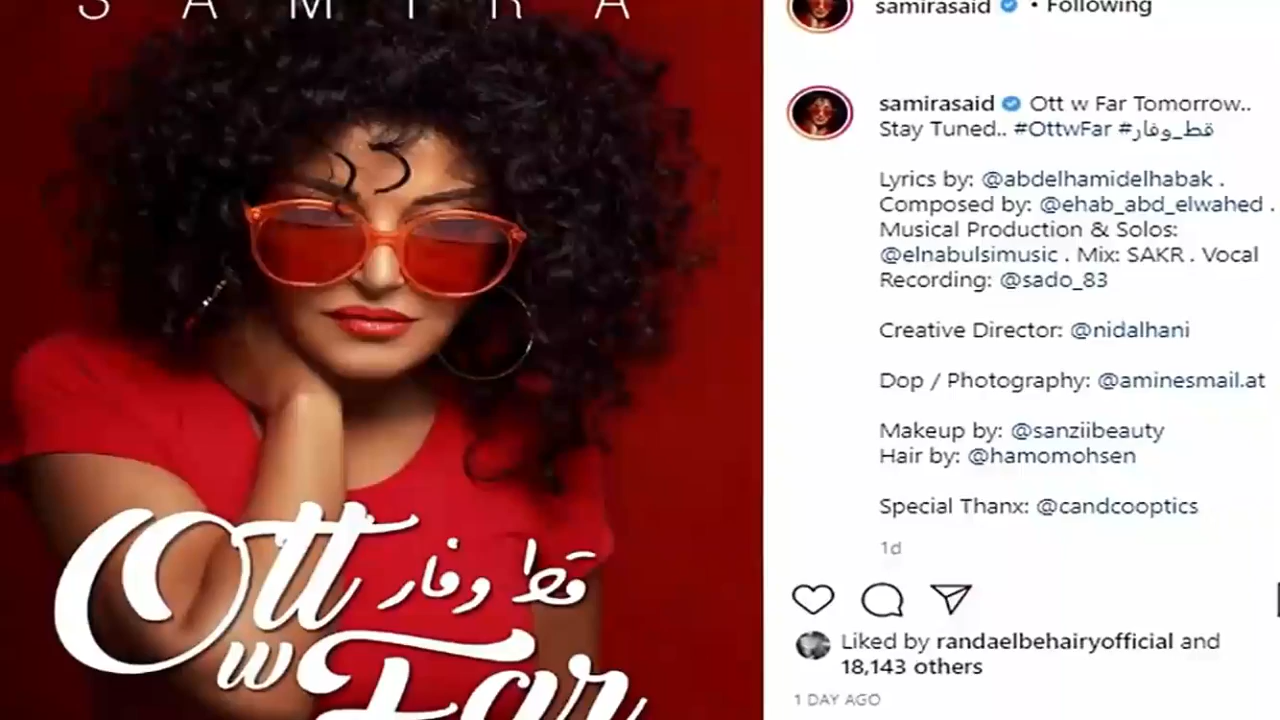 SAMIRA
Ott
قط وفار
w Far
samirasaid • Following
samirasaid Ott w Far Tomorrow..
Stay Tuned.. #OttwFar #قط_وفار
Lyrics by: @abdelhamidelhabak .
Composed by: @ehab_abd_elwahed .
Musical Production & Solos:
@elnabulsimusic . Mix: SAKR . Vocal
Recording: @sado_83
Creative Director: @nidalhani
Dop / Photography: @aminesmail.at
Makeup by: @sanziibeauty
Hair by: @hamomohsen
Special Thanx: @candcooptics
1d
Liked by randaelbehairyofficial and
18,143 others
1 DAY AGO